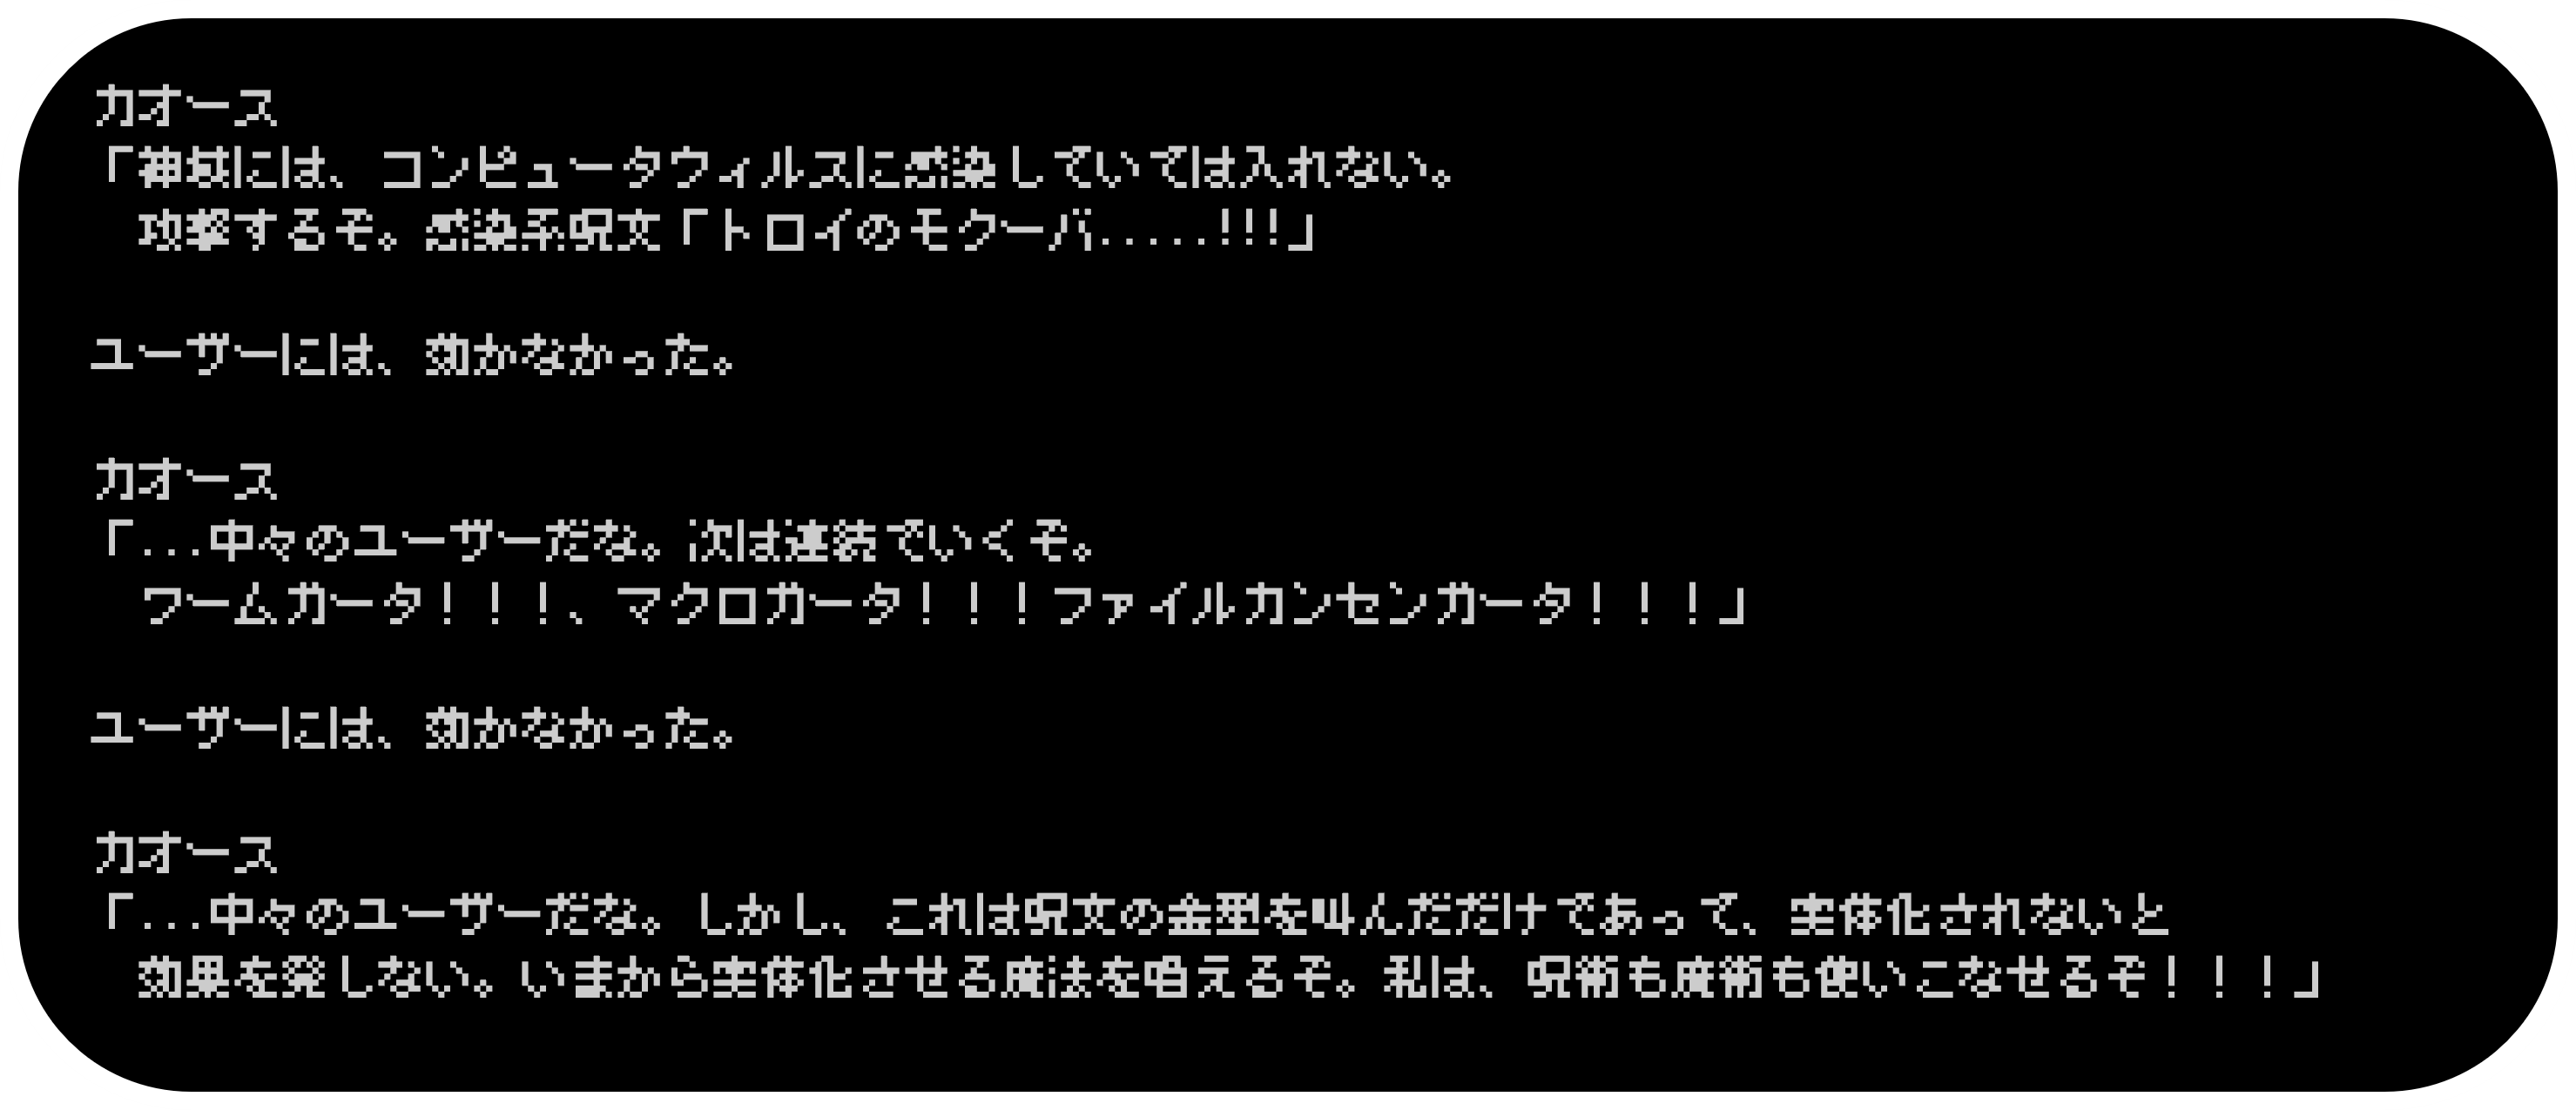 カオース
「神域には、コンピュータウィルスに感染していては入れない。
攻撃するぞ。感染系呪文「トロイのモクーバ.....!!!」
ユーザーには、効かなかった。
カオース
「...中々のユーザーだな。次は連装でいくぞ。
ワームガータ！！！、マクロガータ！！！ファイルカンセンガータ！！！」
ユーザーには、効かなかった。
カオース
「...中々のユーザーだな。しかし、これは呪文の金型を叫んだだけであって、実体化されないと
効果を発しない。いまから実体化させる魔法を唱えるぞ。私は、呪術も魔術も使いこなせるぞ！！！」